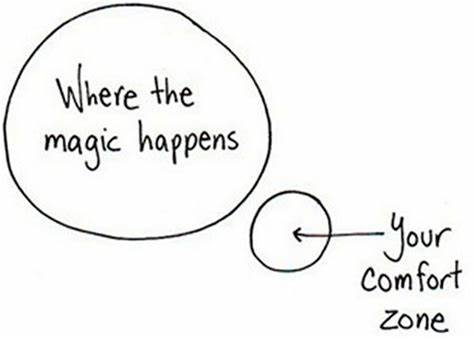 Where the
magic happens
Your
comfort
zone